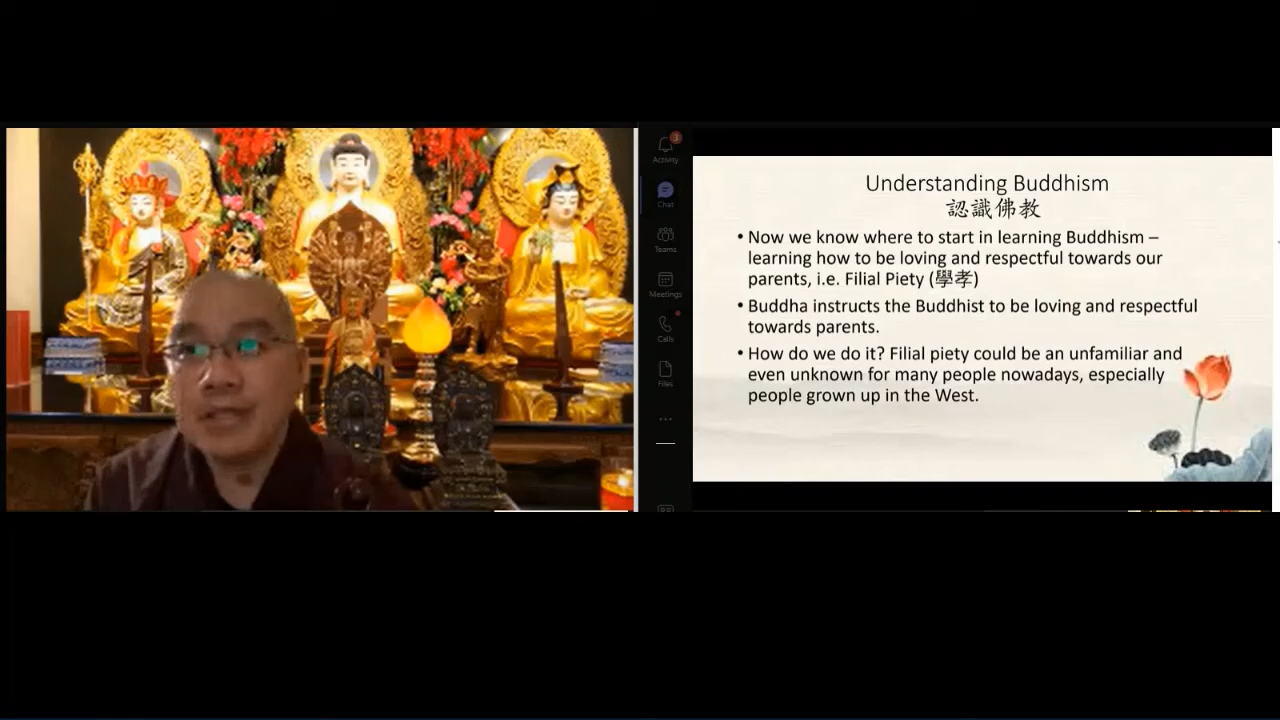 3
Activity
Chat
Teams
Meetings
Calls
Files
Understanding Buddhism
認識佛教
• Now we know where to start in learning Buddhism –
learning how to be loving and respectful towards our
parents, i.e. Filial Piety (學孝)
• Buddha instructs the Buddhist to be loving and respectful
towards parents.
• How do we do it? Filial piety could be an unfamiliar and
even unknown for many people nowadays, especially
people grown up in the West.